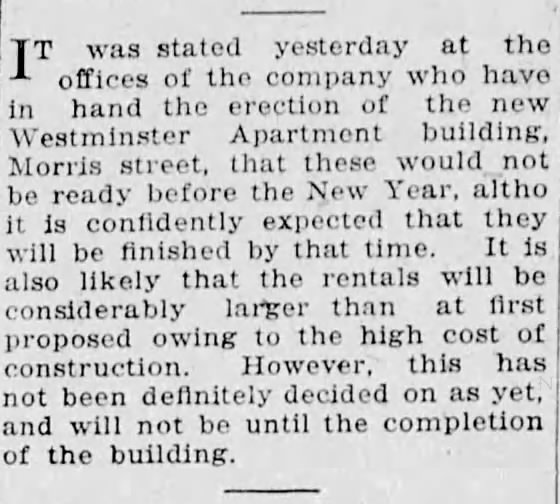 IT was stated yesterday at the
offices of the company who have
in hand the erection of the new
Westminster Apartment building,
Morris street, that these would not
be ready before the New Year, altho
it is confidently expected that they
will be finished by that time. It is
also likely that the rentals will be
considerably larger than at first
proposed owing to the high cost of
construction. However, this has
not been definitely decided on as yet,
and will not be until the completion
of the building.